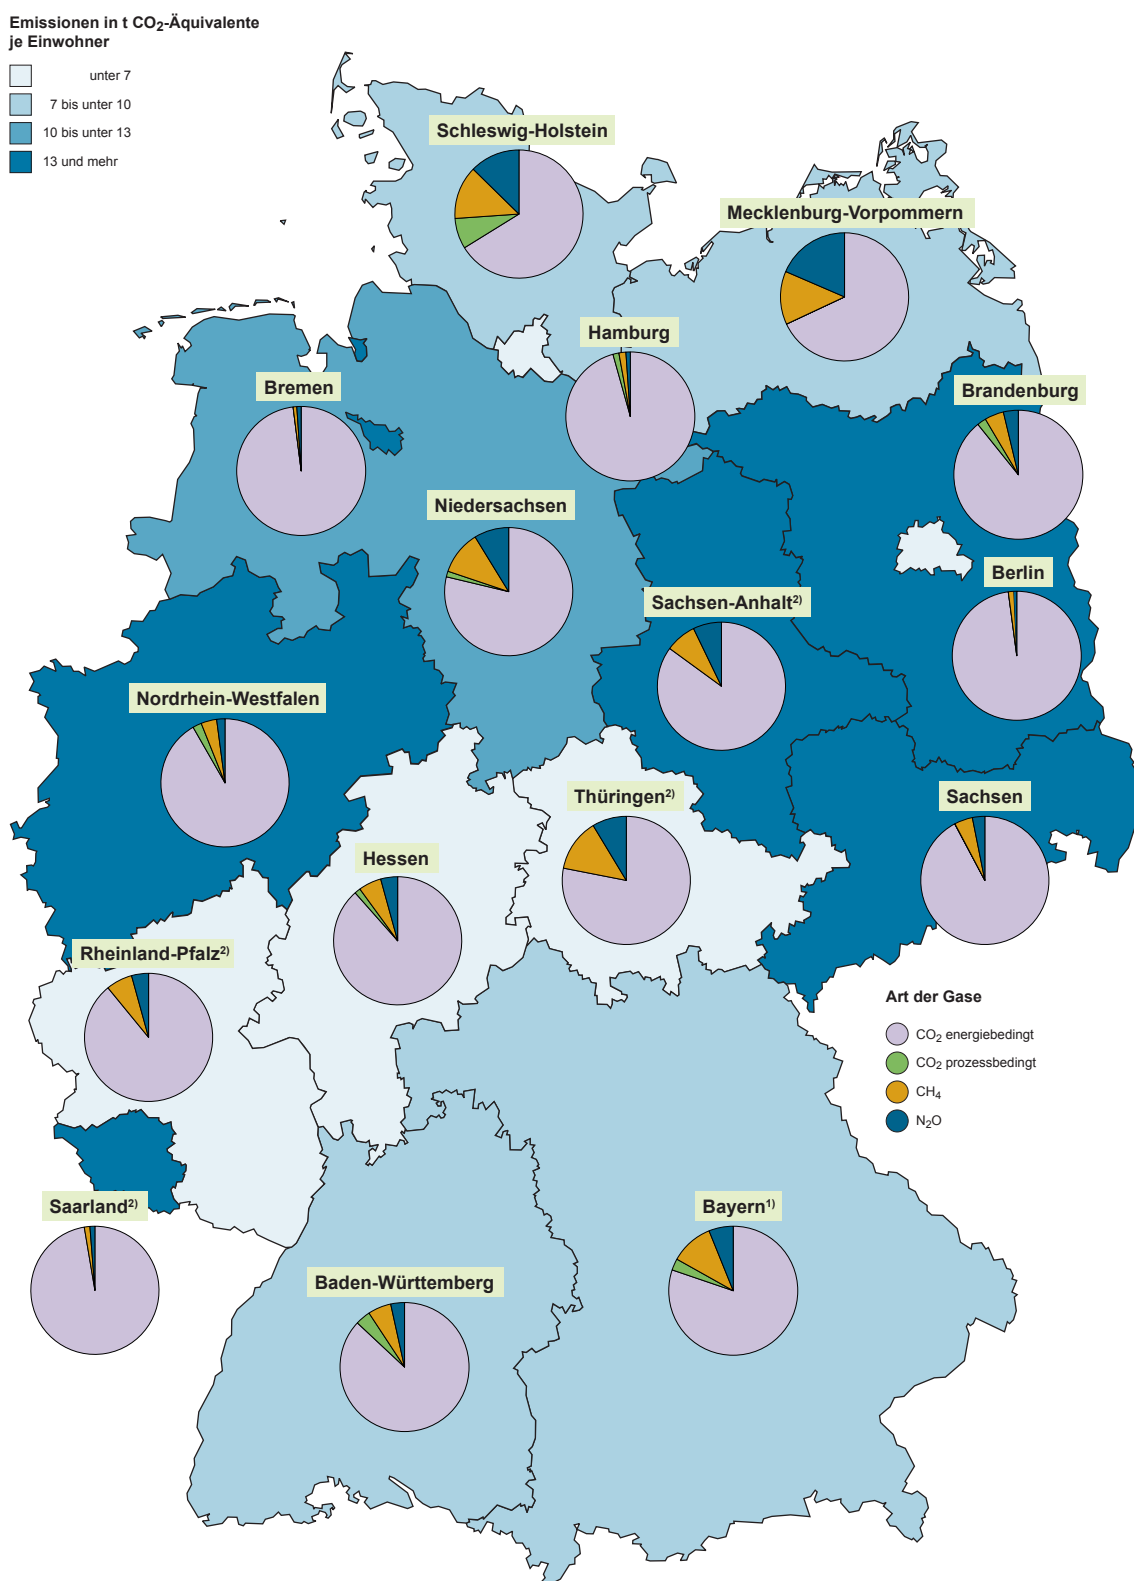 Emissionen in t CO₂-Äquivalente
je Einwohner
unter 7
7 bis unter 10
10 bis unter 13
13 und mehr
Schleswig-Holstein
Mecklenburg-Vorpommern
Hamburg
Bremen
Brandenburg
Niedersachsen
Berlin
Sachsen-Anhalt²⁾
Nordrhein-Westfalen
Thüringen²⁾
Sachsen
Hessen
Rheinland-Pfalz²⁾
Art der Gase
CO₂ energiebedingt
CO₂ prozessbedingt
CH₄
N₂O
Saarland²⁾
Bayern¹⁾
Baden-Württemberg